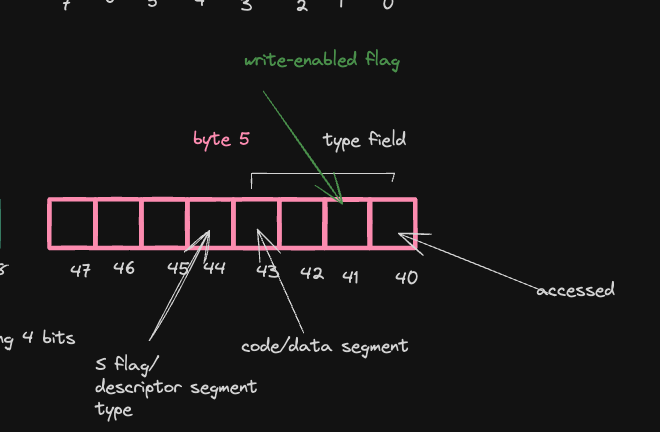 7 6 5 4 3 2 1 0
write-enabled flag
byte 5
type field
8
47 46 45 44 43 42 41 40
accessed
ng 4 bits
code/data segment
S flag/
descriptor segment
type